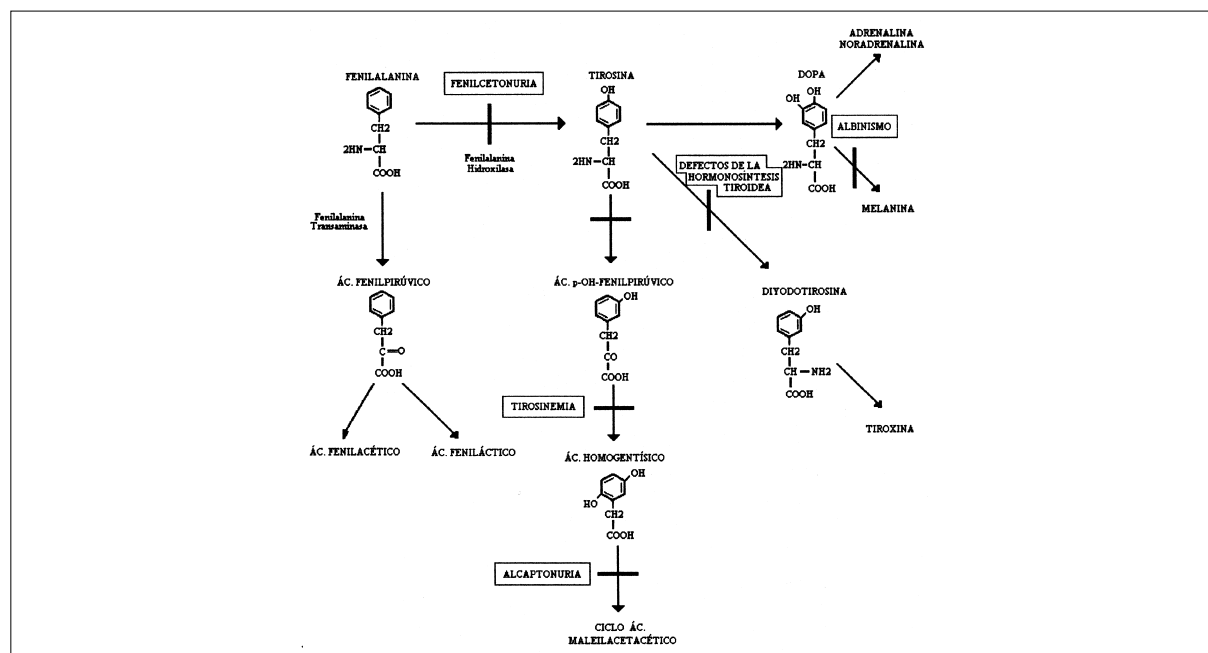 ADRENALINA
NORADRENALINA
FENILALANINA
FENILCETONURIA
TIROSINA
OH
DOPA
OH
OH
ALBINISMO
CH2
2HN
CH
COOH
Fenilalanina
Hidroxilasa
CH2
2HN
CH
COOH
DEFECTOS DE LA
HORMONOSÍNTESIS
TIROIDEA
CH2
2HN
CH
COOH
MELANINA
Fenilalanina
Transaminasa
ÁC. FENILPIRÚVICO
CH2
C=O
COOH
ÁC. p-OH-FENILPIRÚVICO
OH
CH2
CO
COOH
DIYODOTIROSINA
OH
CH2
CH-NH2
COOH
TIROSINEMIA
TIROXINA
ÁC. FENILACÉTICO
ÁC. FENILÁCTICO
ÁC. HOMOGENTÍSICO
OH
HO
CH2
COOH
ALCAPTONURIA
CICLO ÁC.
MALEILACETACÉTICO